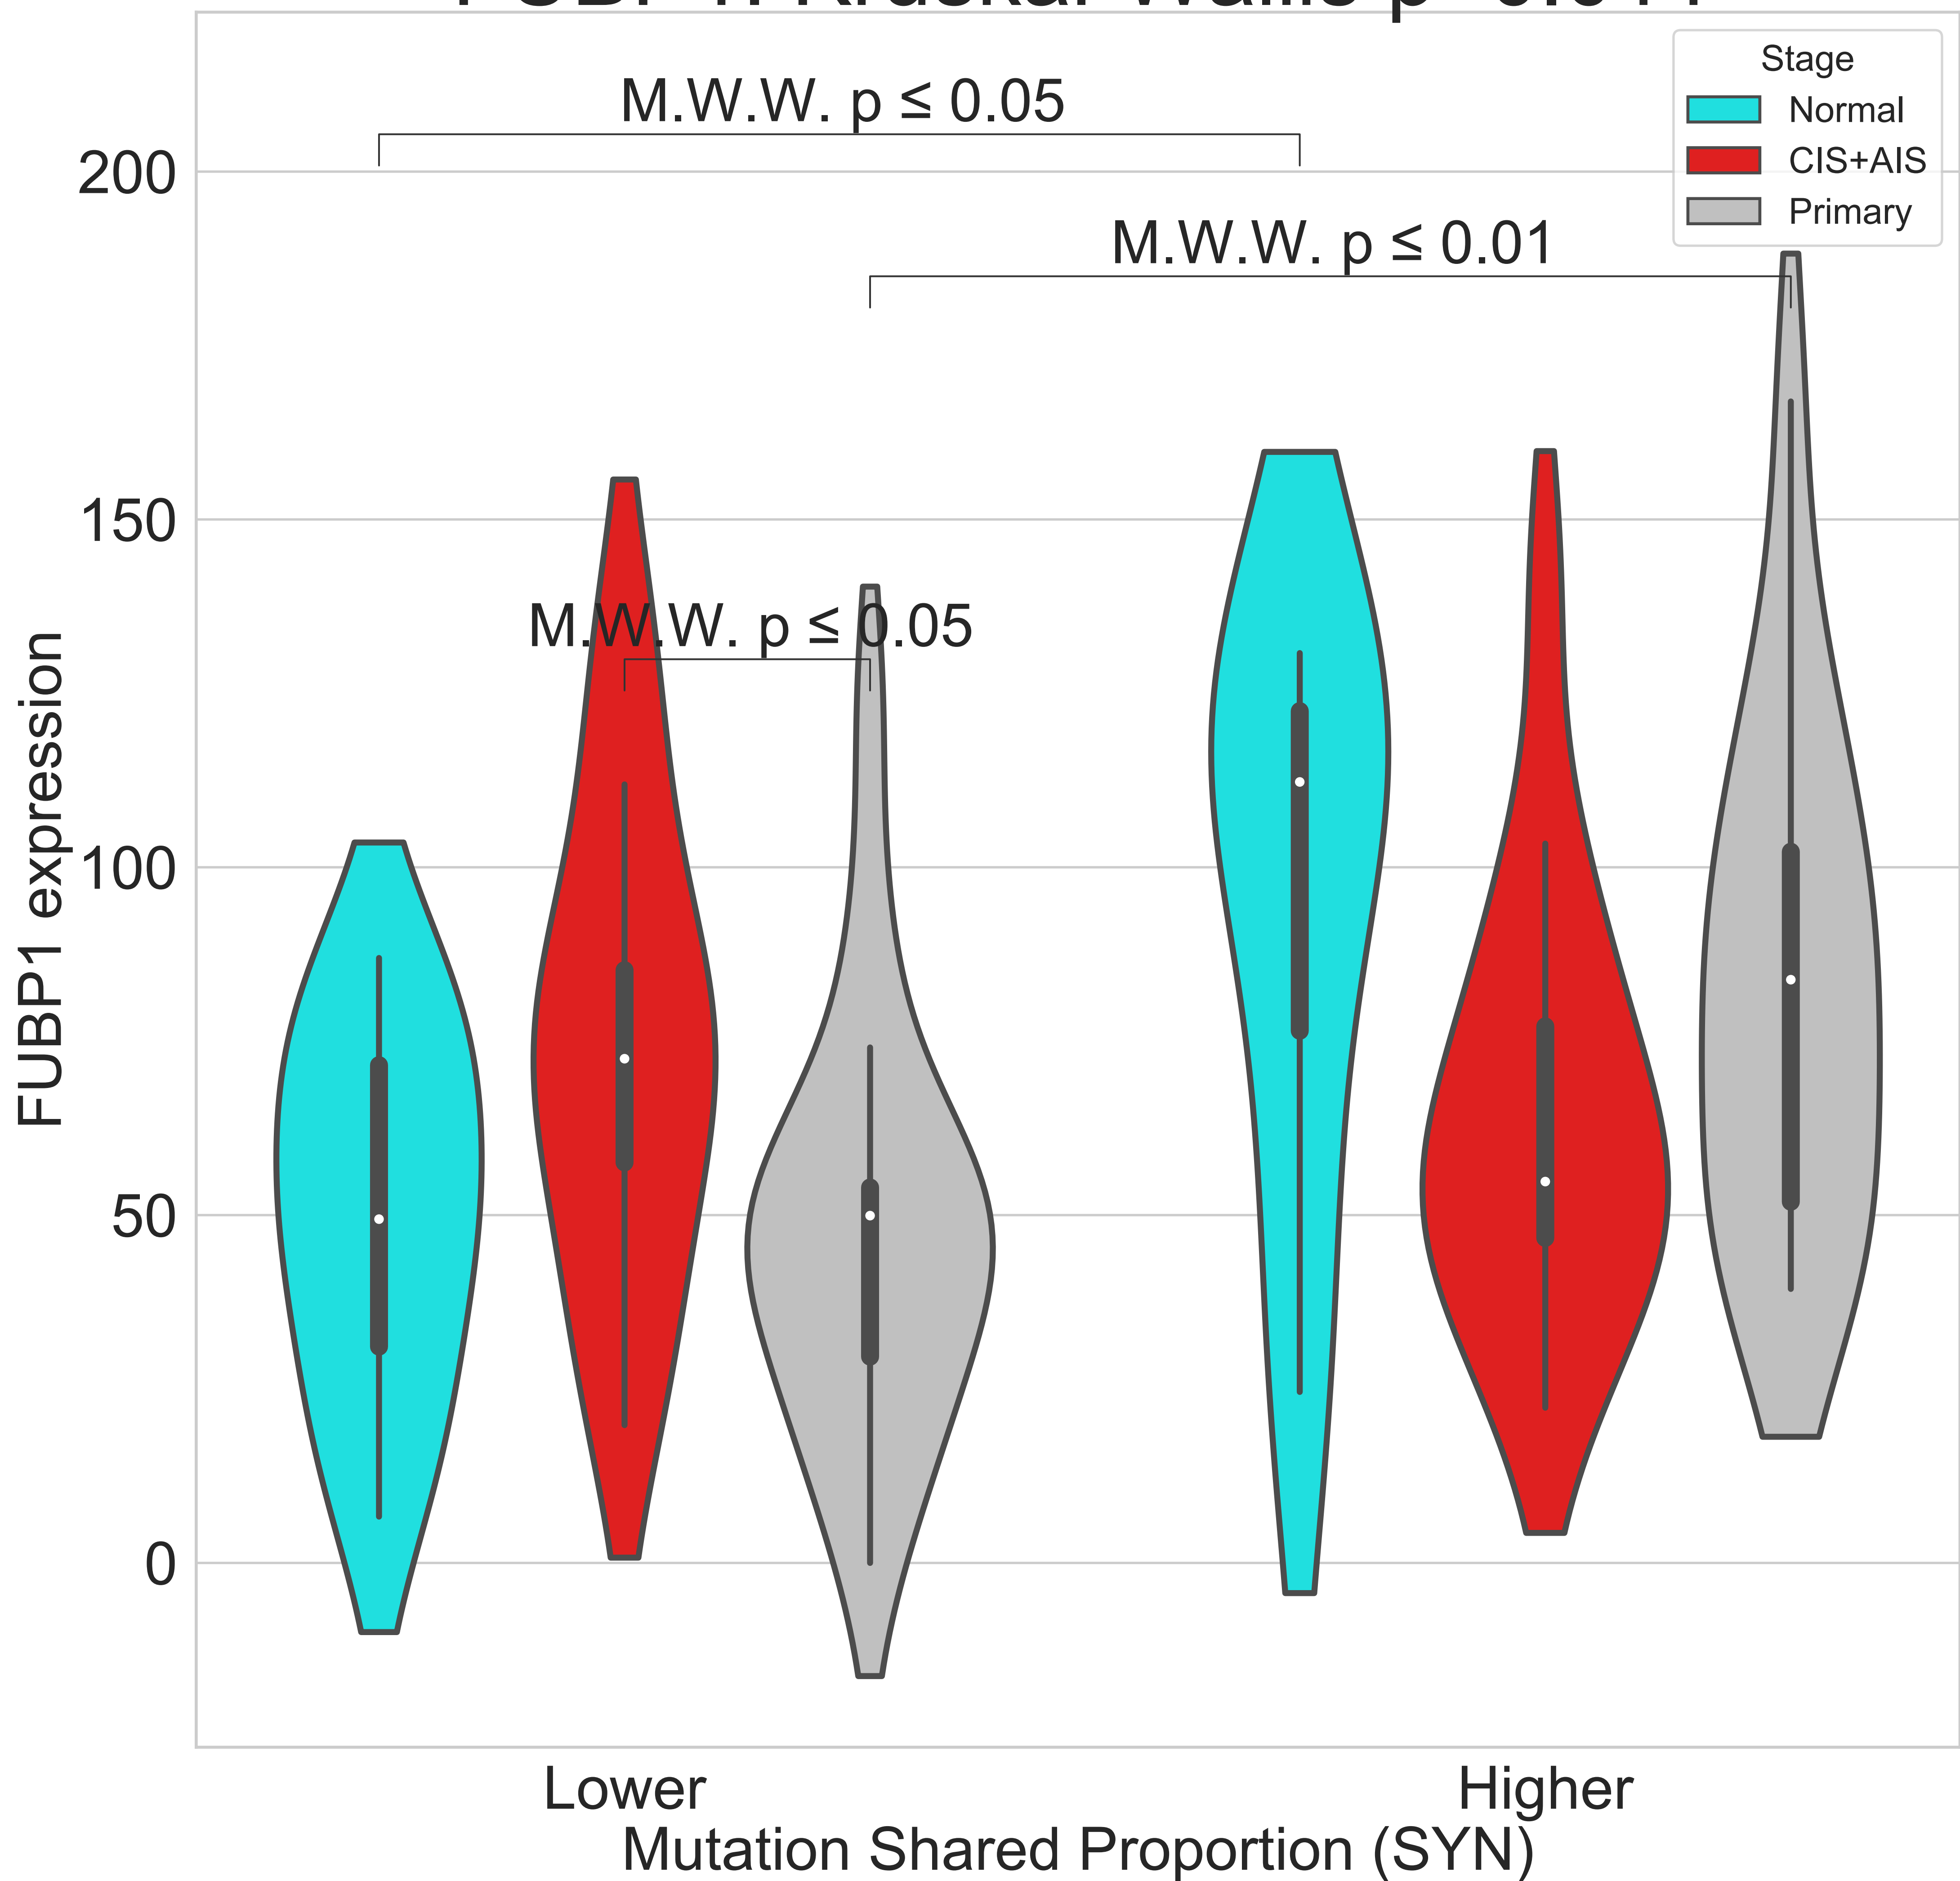 M.W.W. p ≤ 0.05
Stage
Normal
CIS+AIS
Primary
200
M.W.W. p ≤ 0.01
150
M.W.W. p ≤ 0.05
FUBP1 expression
100
50
0
Lower
Higher
Mutation Shared Proportion (SYN)